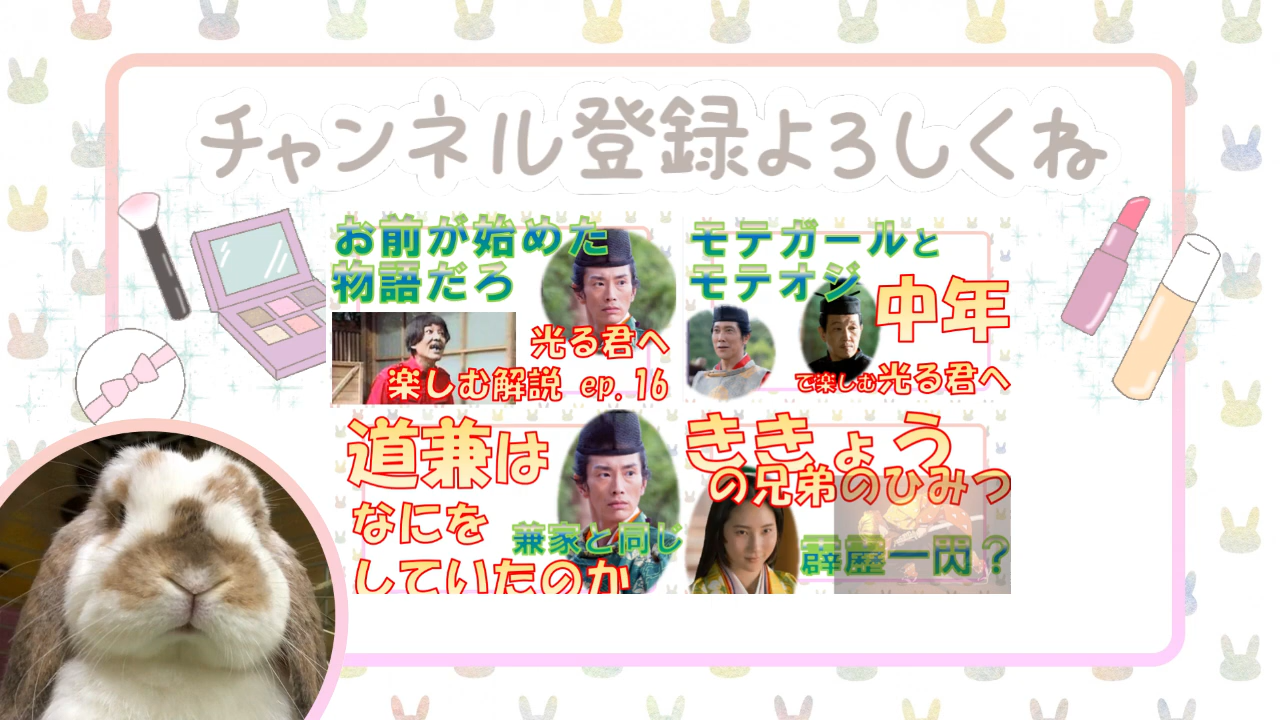 チャンネル登録よろしくね
お前が始めた
物語だろ
光る君へ
楽しむ解説 ep.16
モテガールと
モテオジ
中年
で楽しむ光る君へ
道兼は
なにを
兼家と同じ
していたのか
ききょう
の兄弟のひみつ
霹靂一閃？